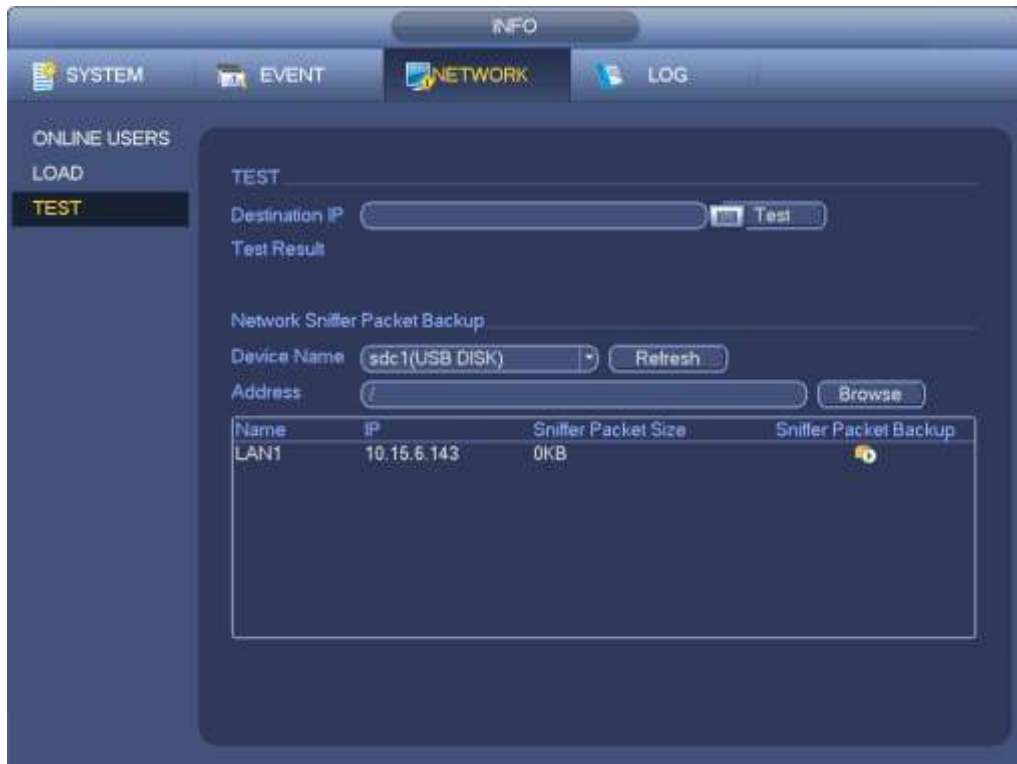 INFO
SYSTEM EVENT NETWORK LOG
ONLINE USERS
LOAD
TEST
TEST
Destination IP Test
Test Result
Network Sniffer Packet Backup
Device Name sdc1(USB DISK) Refresh
Address / Browse
Name IP Sniffer Packet Size Sniffer Packet Backup
LAN1 10.15.6.143 0KB